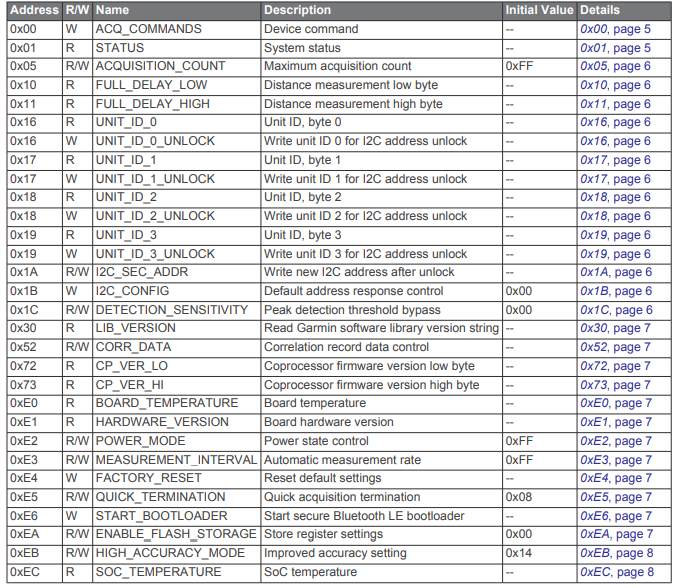 Address R/W Name Description Initial Value Details
0x00 W ACQ_COMMANDS Device command -- 0x00, page 5
0x01 R STATUS System status -- 0x01, page 5
0x05 R/W ACQUISITION_COUNT Maximum acquisition count 0xFF 0x05, page 6
0x10 R FULL_DELAY_LOW Distance measurement low byte -- 0x10, page 6
0x11 R FULL_DELAY_HIGH Distance measurement high byte -- 0x11, page 6
0x16 R UNIT_ID_0 Unit ID, byte 0 -- 0x16, page 6
0x16 W UNIT_ID_0_UNLOCK Write unit ID 0 for I2C address unlock -- 0x16, page 6
0x17 R UNIT_ID_1 Unit ID, byte 1 -- 0x17, page 6
0x17 W UNIT_ID_1_UNLOCK Write unit ID 1 for I2C address unlock -- 0x17, page 6
0x18 R UNIT_ID_2 Unit ID, byte 2 -- 0x18, page 6
0x18 W UNIT_ID_2_UNLOCK Write unit ID 2 for I2C address unlock -- 0x18, page 6
0x19 R UNIT_ID_3 Unit ID, byte 3 -- 0x19, page 6
0x19 W UNIT_ID_3_UNLOCK Write unit ID 3 for I2C address unlock -- 0x19, page 6
0x1A R/W I2C_SEC_ADDR Write new I2C address after unlock -- 0x1A, page 6
0x1B W I2C_CONFIG Default address response control 0x00 0x1B, page 6
0x1C R/W DETECTION_SENSITIVITY Peak detection threshold bypass 0x00 0x1C, page 6
0x30 R LIB_VERSION Read Garmin software library version string -- 0x30, page 7
0x52 R/W CORR_DATA Correlation record data control -- 0x52, page 7
0x72 R CP_VER_LO Coprocessor firmware version low byte -- 0x72, page 7
0x73 R CP_VER_HI Coprocessor firmware version high byte -- 0x73, page 7
0xE0 R BOARD_TEMPERATURE Board temperature -- 0xE0, page 7
0xE1 R HARDWARE_VERSION Board hardware version -- 0xE1, page 7
0xE2 R/W POWER_MODE Power state control 0xFF 0xE2, page 7
0xE3 R/W MEASUREMENT_INTERVAL Automatic measurement rate 0xFF 0xE3, page 7
0xE4 W FACTORY_RESET Reset default settings -- 0xE4, page 7
0xE5 R/W QUICK_TERMINATION Quick acquisition termination 0x08 0xE5, page 7
0xE6 W START_BOOTLOADER Start secure Bluetooth LE bootloader -- 0xE6, page 7
0xEA R/W ENABLE_FLASH_STORAGE Store register settings 0x00 0xEA, page 7
0xEB R/W HIGH_ACCURACY_MODE Improved accuracy setting 0x14 0xEB, page 8
0xEC R SOC_TEMPERATURE SoC temperature -- 0xEC, page 8